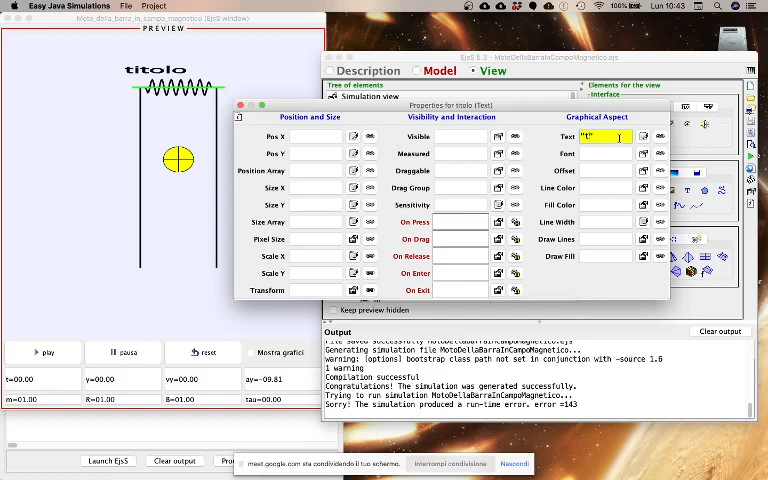 Easy Java Simulations File Project 100% Lun 10:43
Moto_della_barra_in_campo_magnetico (EjsS window)
PREVIEW
titolo
play
pausa
reset
Mostra grafici
t=00.00
y=00.00
vy=00.00
ay=-09.81
m=01.00
R=01.00
B=01.00
tau=00.00
Launch EjsS
Clear output
EjsS 5.3 - MotoDellaBarraInCampoMagnetico.ejs
Description
Model
View
Tree of elements
Simulation view
Elements for the view
Interface
Properties for titolo (Text)
Position and Size
Visibility and Interaction
Graphical Aspect
Pos X
Visible
Text
"t"
Pos Y
Measured
Font
Position Array
Draggable
Offset
Size X
Drag Group
Line Color
Size Y
Sensitivity
Fill Color
Size Array
On Press
Line Width
Pixel Size
On Drag
Draw Lines
Scale X
On Release
Draw Fill
Scale Y
On Enter
Transform
On Exit
Keep preview hidden
Output
Clear output
File saved successfully MotoDellaBarraInCampoMagnetico.ejs
Generating simulation file MotoDellaBarraInCampoMagnetico...
warning: [options] bootstrap class path not set in conjunction with -source 1.6
1 warning
Compilation successful
Congratulations! The simulation was generated successfully.
Trying to run simulation MotoDellaBarraInCampoMagnetico...
Sorry! The simulation produced a run-time error. error =143
meet.google.com sta condividendo il tuo schermo.
Interrompi condivisione
Nascondi